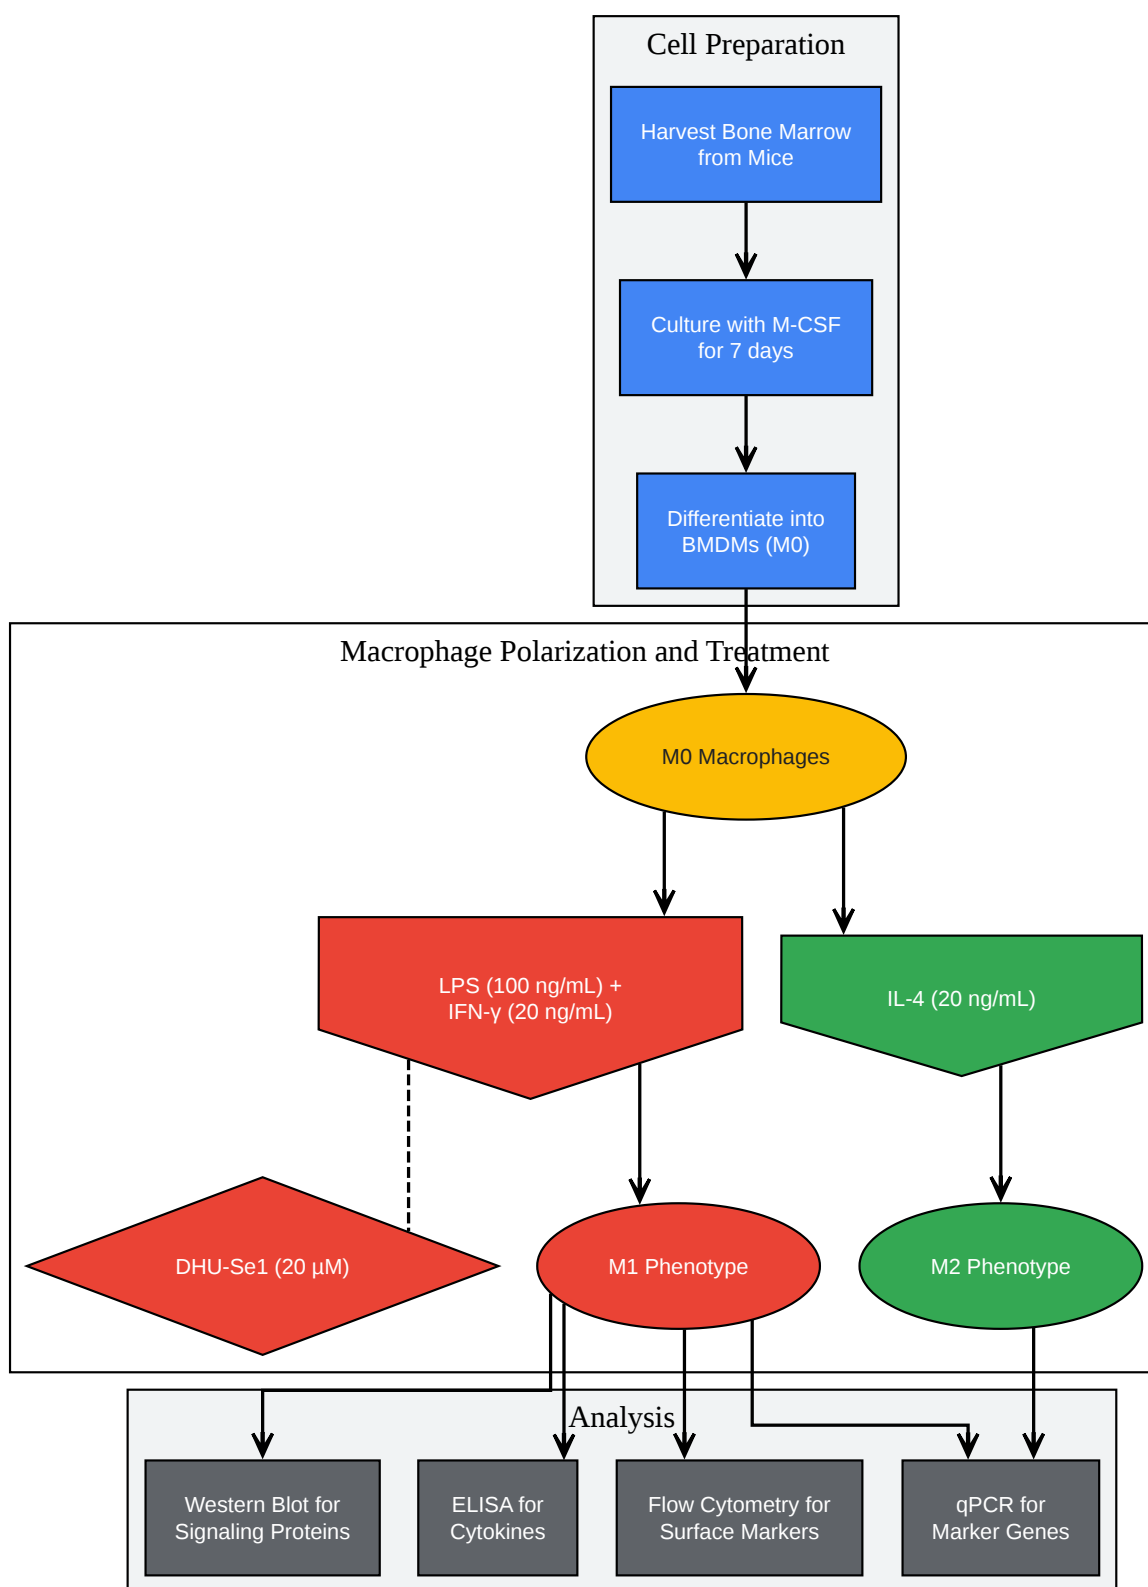 Cell Preparation
Harvest Bone Marrow
from Mice
Culture with M-CSF
for 7 days
Differentiate into
BMDMs (M0)
Macrophage Polarization and Treatment
M0 Macrophages
LPS (100 ng/mL) +
IFN-γ (20 ng/mL)
IL-4 (20 ng/mL)
DHU-Se1 (20 µM)
M1 Phenotype
M2 Phenotype
Analysis
Western Blot for
Signaling Proteins
ELISA for
Cytokines
Flow Cytometry for
Surface Markers
qPCR for
Marker Genes